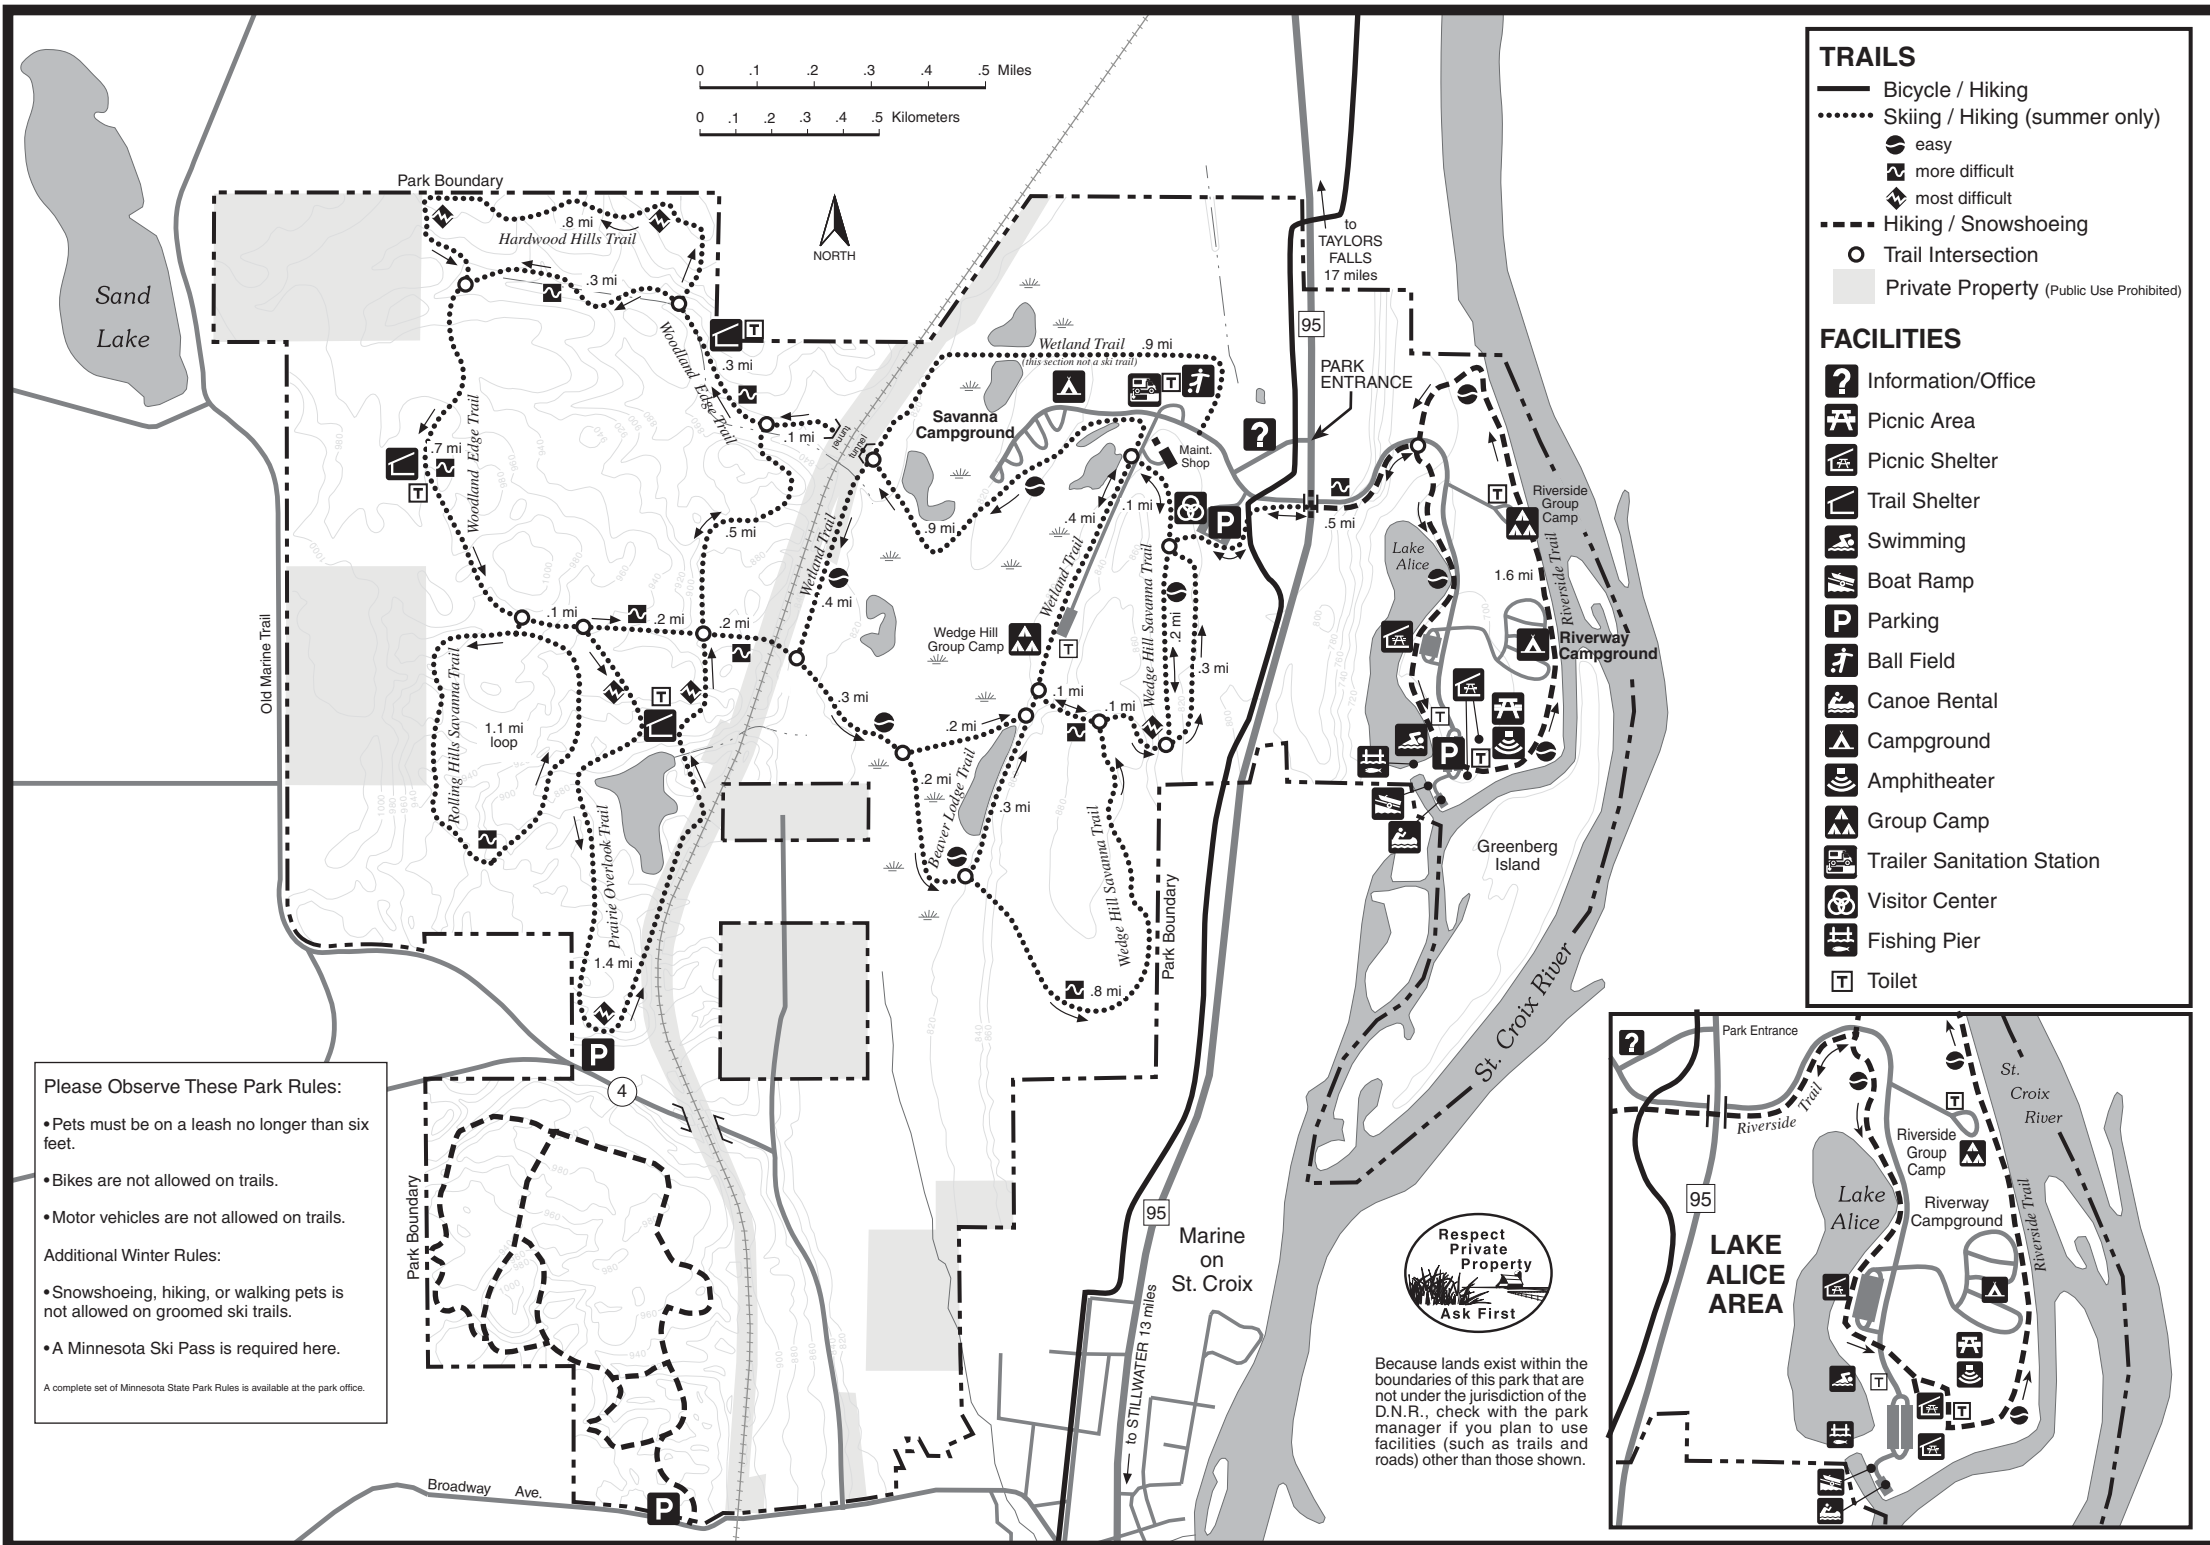 0 .1 .2 .3 .4 .5 Miles
0 .1 .2 .3 .4 .5 Kilometers
NORTH
Sand
Lake
Park Boundary
.8 mi
Hardwood Hills Trail
.3 mi
Woodland Edge Trail
T
.3 mi
.1 mi
tunnel
tunnel
Woodland Edge Trail
.7 mi
T
.5 mi
Old Marine Trail
.1 mi
.2 mi
.2 mi
Rolling Hills Savanna Trail
1.1 mi
loop
T
Prairie Overlook Trail
1.4 mi
P
4
Wetland Trail .9 mi
(this section not a ski trail)
T
Savanna
Campground
Maint.
Shop
?
.9 mi
.4 mi
.1 mi
P
Wetland Trail
.4 mi
Wetland Trail
Wedge Hill
Group Camp
T
Wedge Hill Savanna Trail
.2 mi
.3 mi
.3 mi
.1 mi
.1 mi
.2 mi
.2 mi
Beaver Lodge Trail
.3 mi
Wedge Hill Savanna Trail
.8 mi
Park Boundary
to
TAYLORS
FALLS
17 miles
95
PARK
ENTRANCE
.5 mi
Lake
Alice
T
Riverside
Group
Camp
1.6 mi
Riverside Trail
Riverway
Campground
T
P
T
Greenberg
Island
St. Croix River
Park Boundary
Broadway Ave.
P
95
Marine
on
St. Croix
to STILLWATER 13 miles
Please Observe These Park Rules:
• Pets must be on a leash no longer than six
feet.
• Bikes are not allowed on trails.
• Motor vehicles are not allowed on trails.
Additional Winter Rules:
• Snowshoeing, hiking, or walking pets is
not allowed on groomed ski trails.
• A Minnesota Ski Pass is required here.
A complete set of Minnesota State Park Rules is available at the park office.
Respect
Private
Property
Ask First
Because lands exist within the
boundaries of this park that are
not under the jurisdiction of the
D.N.R., check with the park
manager if you plan to use
facilities (such as trails and
roads) other than those shown.
TRAILS
Bicycle / Hiking
Skiing / Hiking (summer only)
easy
more difficult
most difficult
Hiking / Snowshoeing
Trail Intersection
Private Property (Public Use Prohibited)
FACILITIES
? Information/Office
Picnic Area
Picnic Shelter
Trail Shelter
Swimming
Boat Ramp
P Parking
Ball Field
Canoe Rental
Campground
Amphitheater
Group Camp
Trailer Sanitation Station
Visitor Center
Fishing Pier
T Toilet
?
Park Entrance
Riverside Trail
St.
Croix
River
T
Riverside
Group
Camp
95
Lake
Alice
Riverway
Campground
Riverside Trail
LAKE
ALICE
AREA
T
T